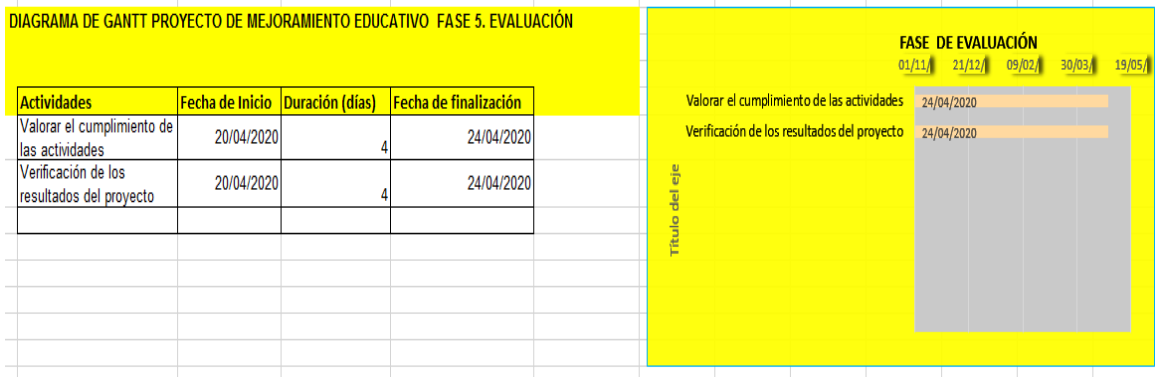 DIAGRAMA DE GANTT PROYECTO DE MEJORAMIENTO EDUCATIVO FASE 5. EVALUACIÓN
Actividades Fecha de Inicio Duración (días) Fecha de finalización
Valorar el cumplimiento de
las actividades
20/04/2020 4 24/04/2020
Verificación de los
resultados del proyecto
20/04/2020 4 24/04/2020
FASE DE EVALUACIÓN
01/11/ 21/12/ 09/02/ 30/03/ 19/05/
Valorar el cumplimiento de las actividades 24/04/2020
Verificación de los resultados del proyecto 24/04/2020
Título del eje